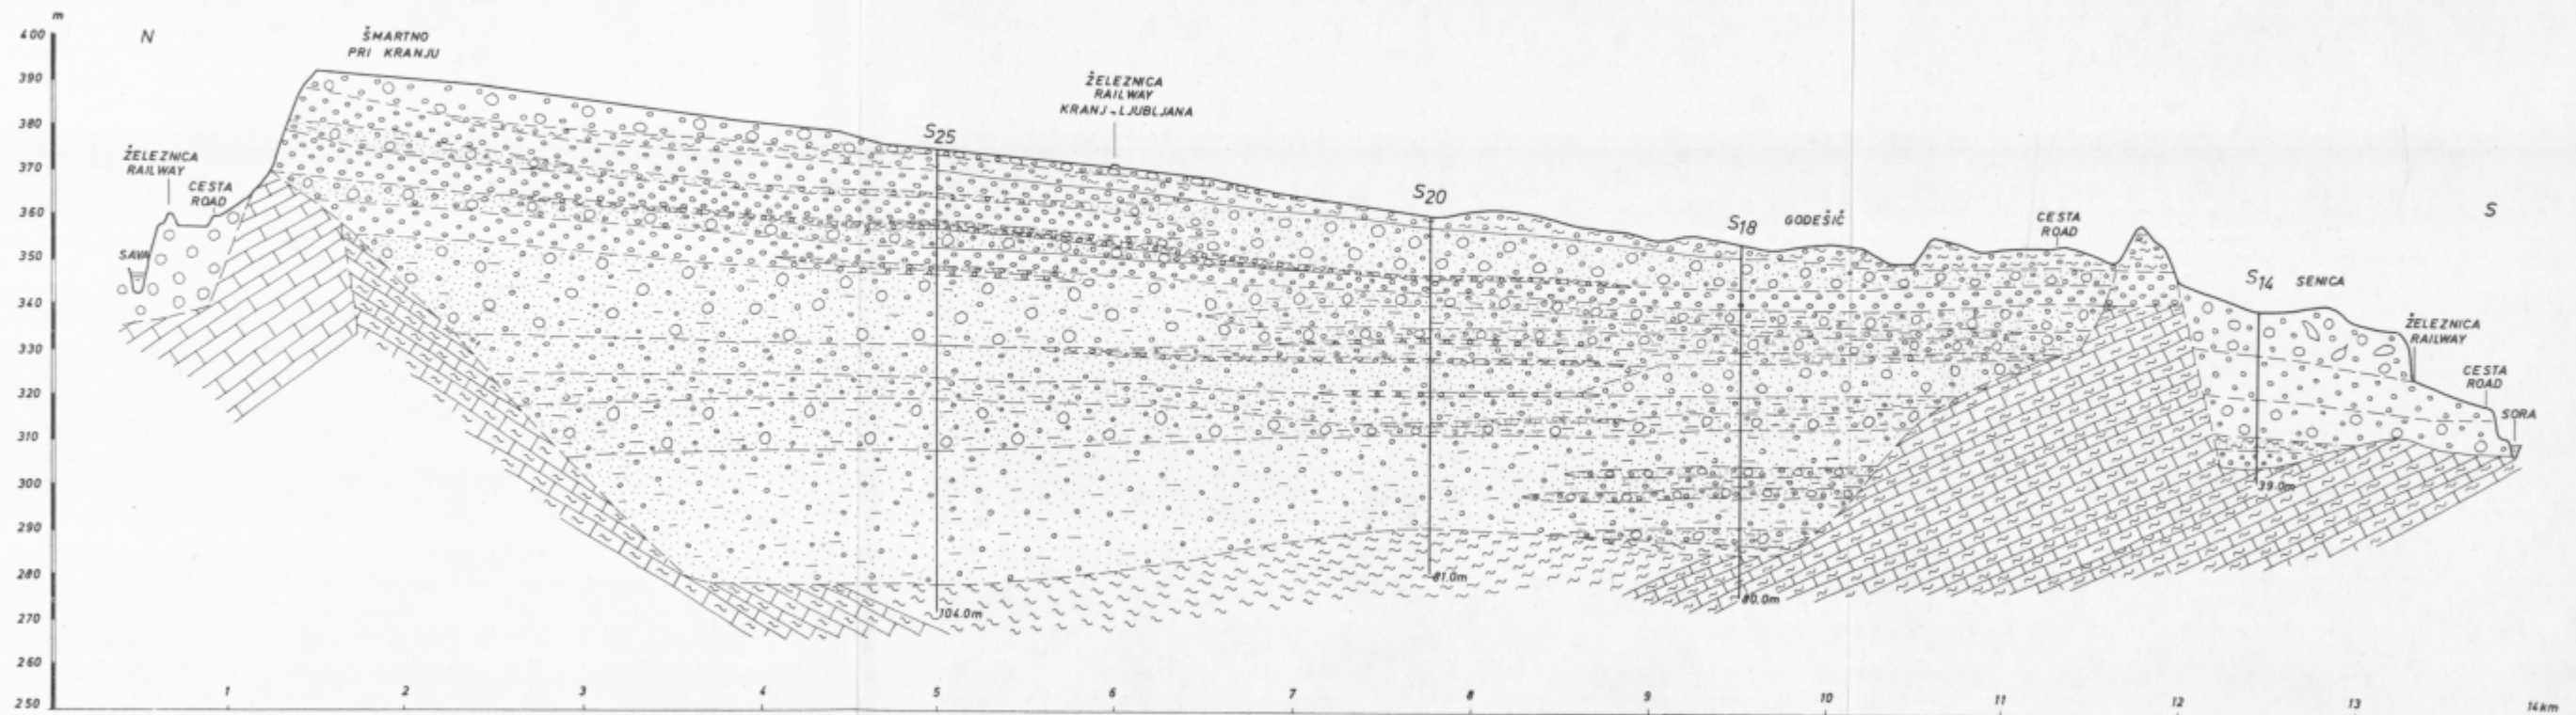 m
400
390
380
370
360
350
340
330
320
310
300
290
280
270
260
250
N
ŠMARTNO
PRI KRANJU
ŽELEZNICA
RAILWAY
CESTA
ROAD
SAVA
S25
ŽELEZNICA
RAILWAY
KRANJ-LJUBLJANA
S20
S18
GODEŠIČ
CESTA
ROAD
S
S14
SENICA
ŽELEZNICA
RAILWAY
CESTA
ROAD
SORA
104.0m
81.0m
80.0m
39.0m
1 2 3 4 5 6 7 8 9 10 11 12 13 14km